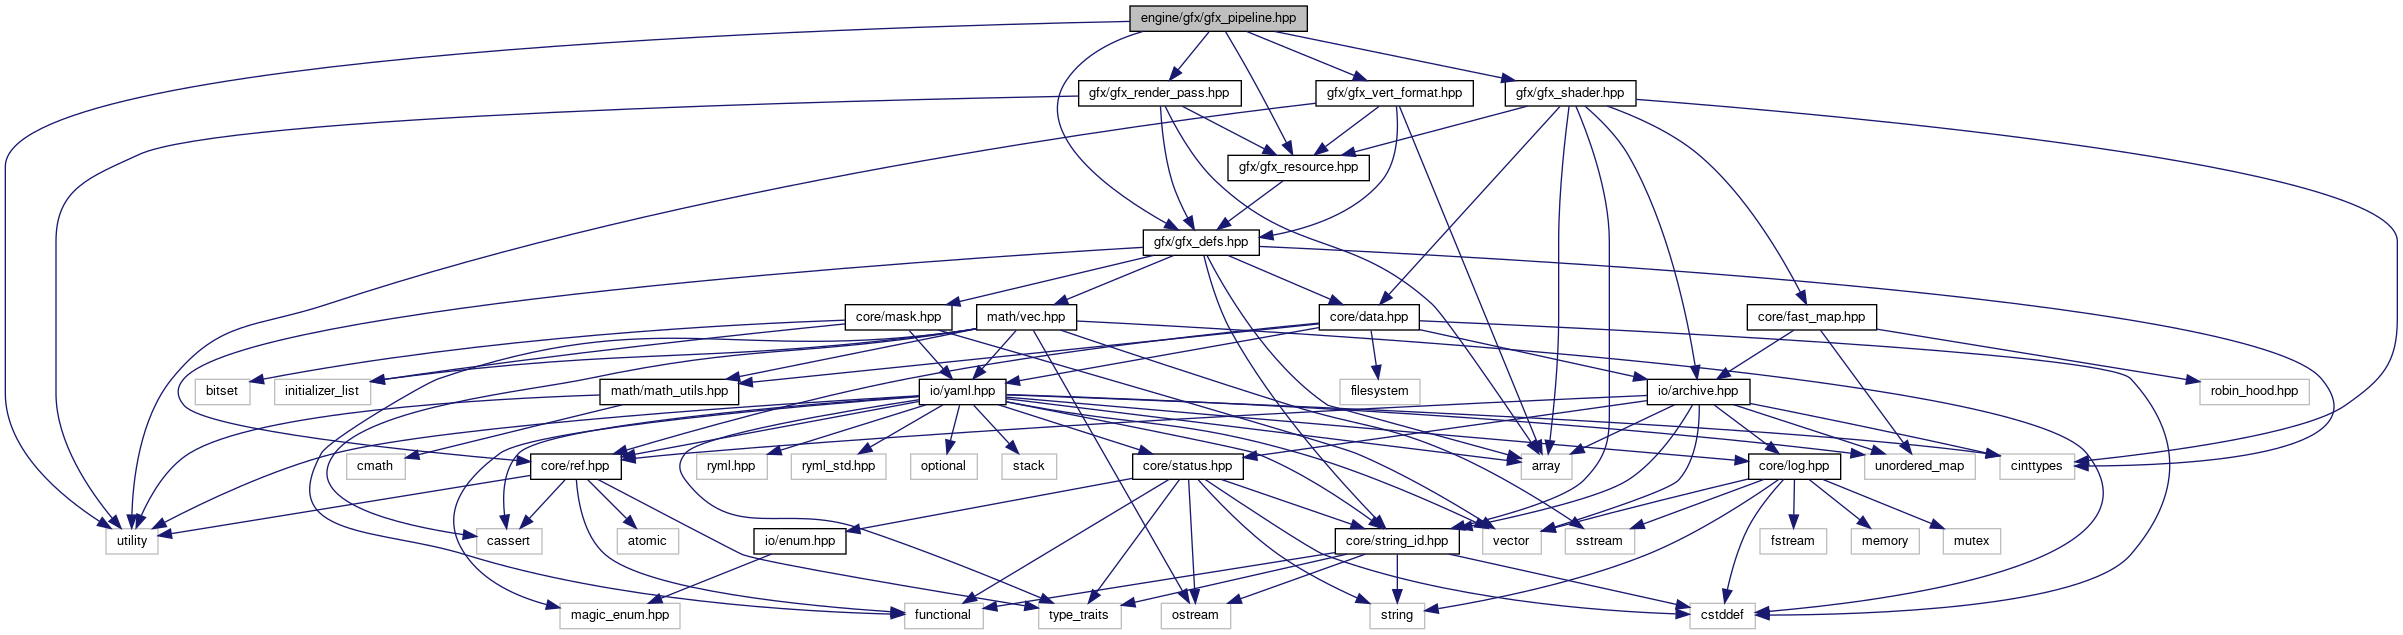 engine/gfx/gfx_pipeline.hpp
gfx/gfx_render_pass.hpp
gfx/gfx_vert_format.hpp
gfx/gfx_shader.hpp
gfx/gfx_resource.hpp
gfx/gfx_defs.hpp
core/mask.hpp
math/vec.hpp
core/data.hpp
core/fast_map.hpp
bitset
initializer_list
math/math_utils.hpp
io/yaml.hpp
filesystem
io/archive.hpp
robin_hood.hpp
cmath
core/ref.hpp
ryml.hpp
ryml_std.hpp
optional
stack
core/status.hpp
array
core/log.hpp
unordered_map
cinttypes
utility
cassert
atomic
io/enum.hpp
core/string_id.hpp
vector
sstream
fstream
memory
mutex
magic_enum.hpp
functional
type_traits
ostream
string
cstddef